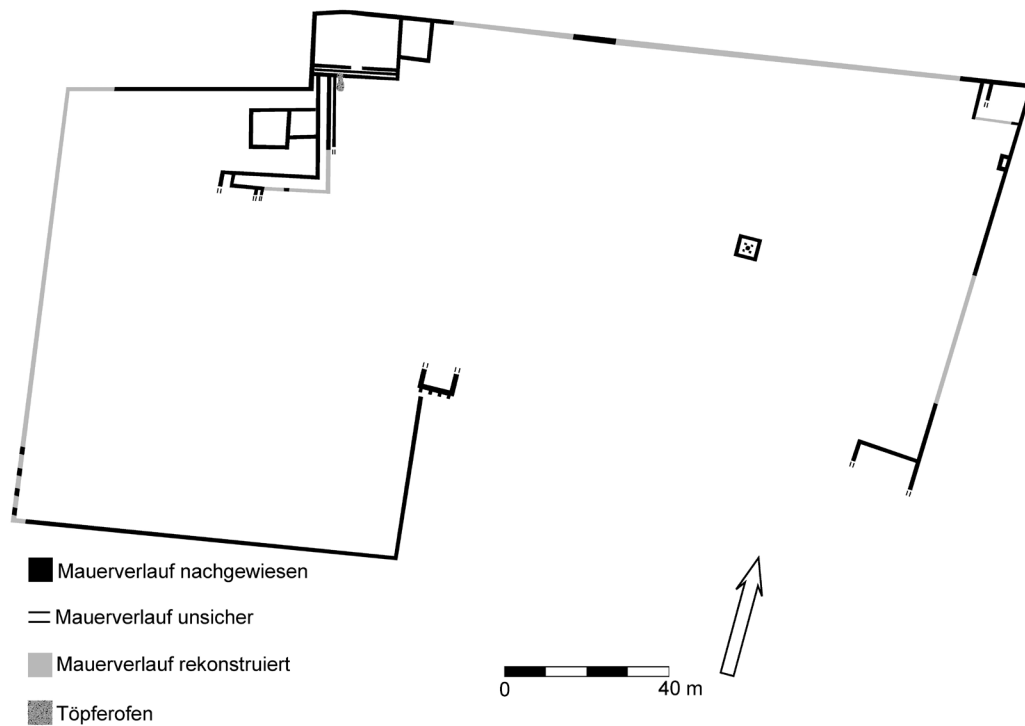 Mauerverlauf nachgewiesen
Mauerverlauf unsicher
Mauerverlauf rekonstruiert
Töpferofen
0 40 m